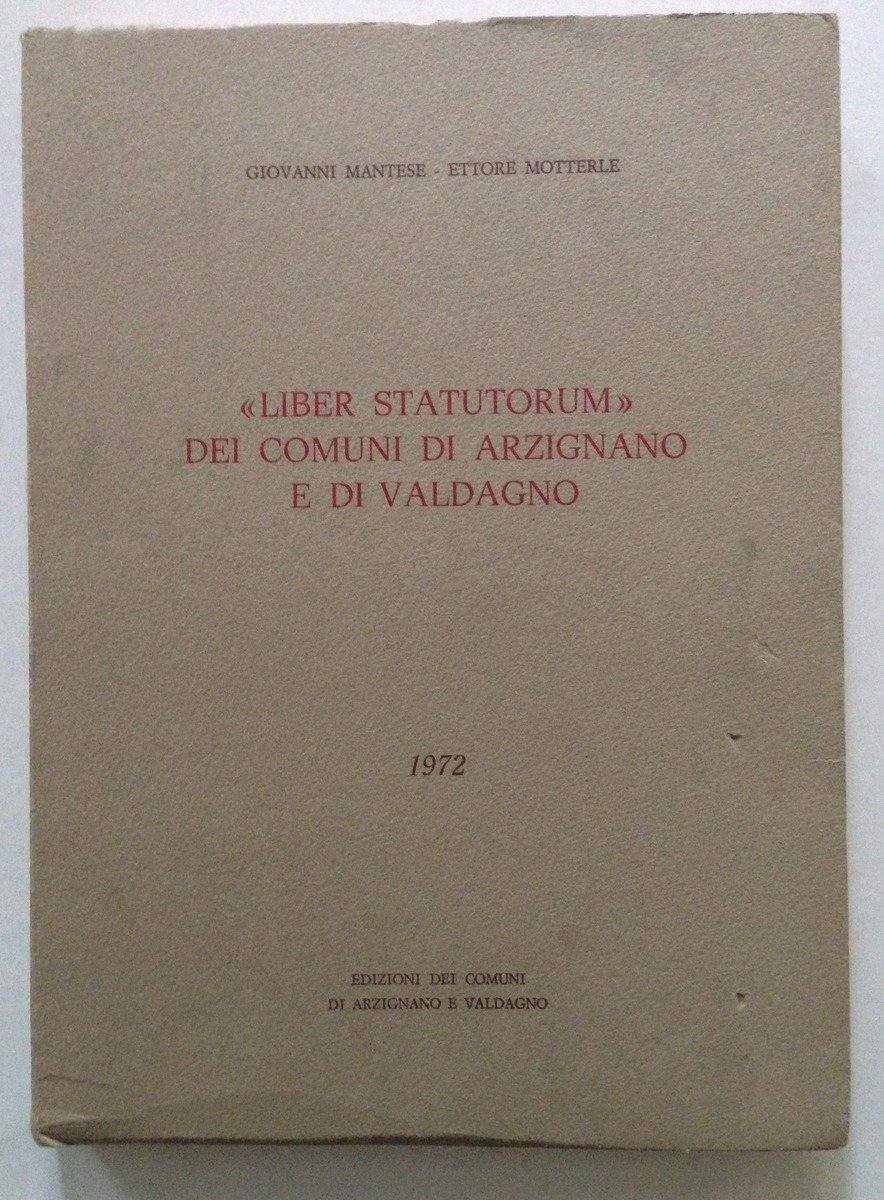 GIOVANNI MANTESE - ETTORE MOTTERLE
«LIBER STATUTORUM»
DEI COMUNI DI ARZIGNANO
E DI VALDAGNO
1972
EDIZIONI DEI COMUNI
DI ARZIGNANO E VALDAGNO